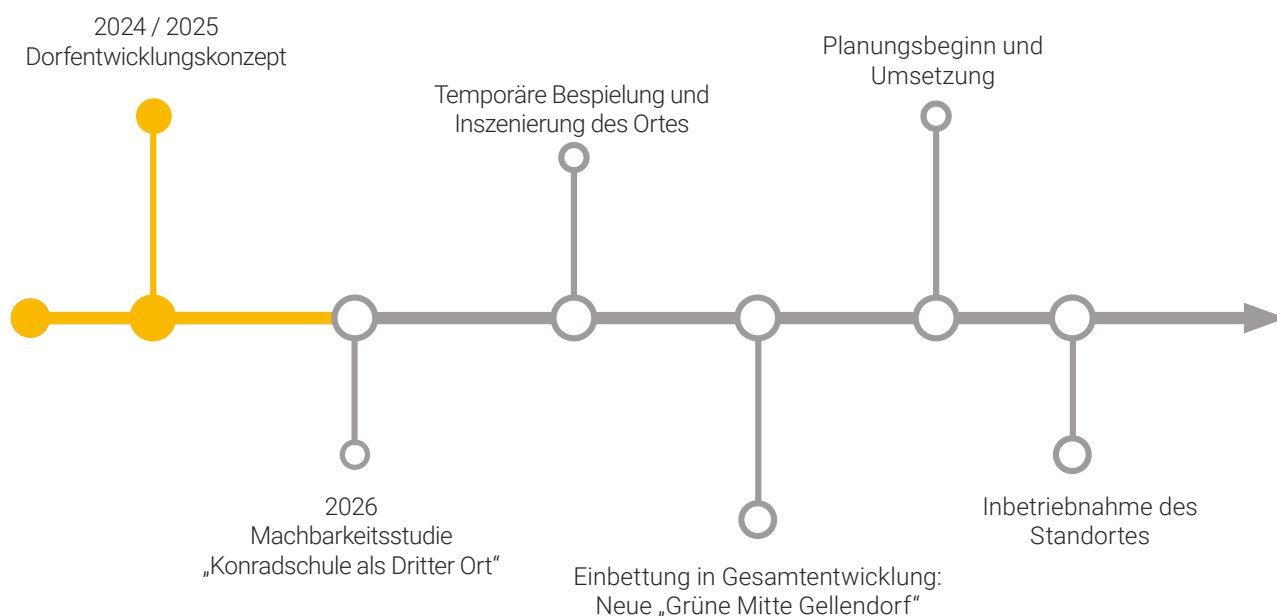 2024 / 2025
Dorfentwicklungskonzept
2026
Machbarkeitsstudie
„Konradschule als Dritter Ort“
Temporäre Bespielung und
Inszenierung des Ortes
Einbettung in Gesamtentwicklung:
Neue „Grüne Mitte Gellendorf“
Planungsbeginn und
Umsetzung
Inbetriebnahme des
Standortes